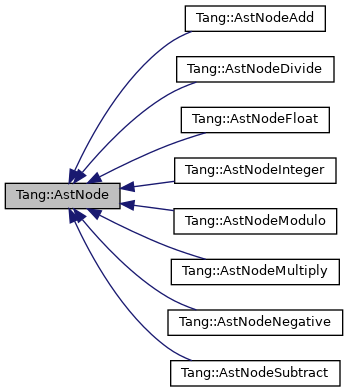 Tang::AstNodeAdd
Tang::AstNodeDivide
Tang::AstNodeFloat
Tang::AstNodeInteger
Tang::AstNode
Tang::AstNodeModulo
Tang::AstNodeMultiply
Tang::AstNodeNegative
Tang::AstNodeSubtract